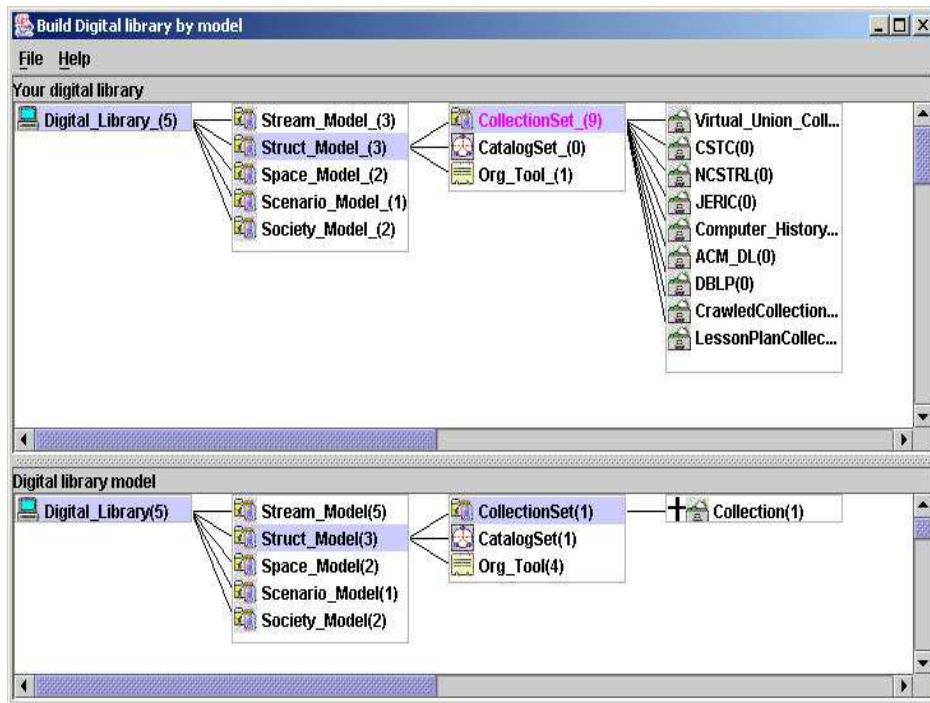 Build Digital library by model
File Help
Your digital library
Digital_Library_(5)
Stream_Model_(3)
Struct_Model_(3)
Space_Model_(2)
Scenario_Model_(1)
Society_Model_(2)
CollectionSet_(9)
CatalogSet_(0)
Org_Tool_(1)
Virtual_Union_Coll...
CSTC(0)
NCSTRL(0)
JERIC(0)
Computer_History...
ACM_DL(0)
DBLP(0)
CrawledCollection...
LessonPlanCollec...
Digital library model
Digital_Library(5)
Stream_Model(5)
Struct_Model(3)
Space_Model(2)
Scenario_Model(1)
Society_Model(2)
CollectionSet(1)
CatalogSet(1)
Org_Tool(4)
Collection(1)